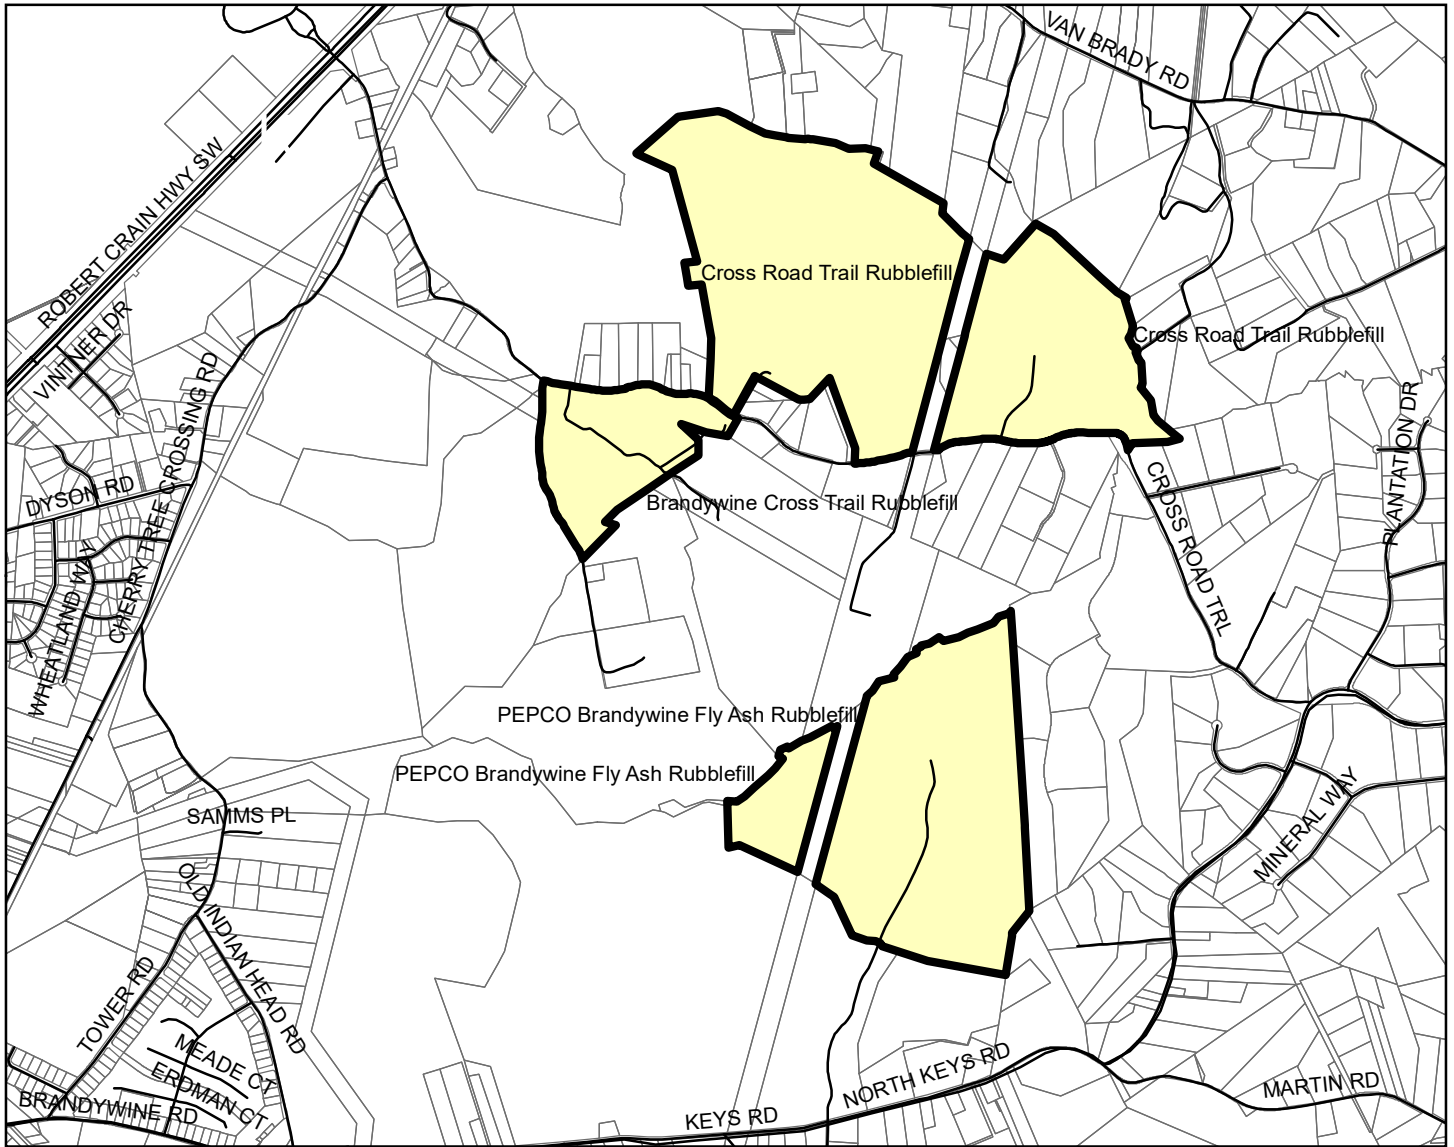 VAN BRADY RD
ROBERT CRAIN HWY SW
Cross Road Trail Rubblefill
Cross Road Trail Rubblefill
VINTNER DR
CHERRY TREE CROSSING RD
PLANTATION DR
DYSON RD
Brandywine Cross Trail Rubblefill
CROSS ROAD TRL
WHEATLAND WAY
PEPCO Brandywine Fly Ash Rubblefill
PEPCO Brandywine Fly Ash Rubblefill
SAMMS PL
MINERAL WAY
OLD INDIAN HEAD RD
TOWER RD
MEADE CT
ERDMAN CT
BRANDYWINE RD
KEYS RD
NORTH KEYS RD
MARTIN RD